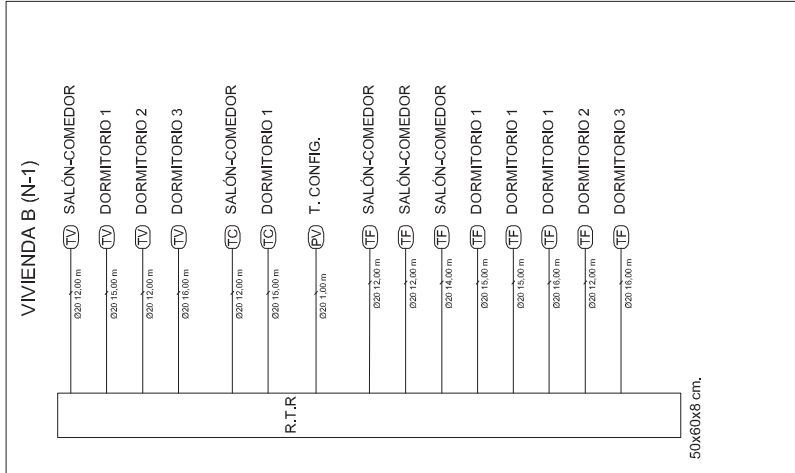 VIVIENDA B (N-1)
TV SALÓN-COMEDOR
Ø20 12,00 m
TV DORMITORIO 1
Ø20 15,00 m
TV DORMITORIO 2
Ø20 12,00 m
TV DORMITORIO 3
Ø20 16,00 m
TC SALÓN-COMEDOR
Ø20 12,00 m
TC DORMITORIO 1
Ø20 15,00 m
PV T. CONFIG.
Ø20 1,00 m
TF SALÓN-COMEDOR
Ø20 12,00 m
TF SALÓN-COMEDOR
Ø20 12,00 m
TF SALÓN-COMEDOR
Ø20 14,00 m
TF DORMITORIO 1
Ø20 15,00 m
TF DORMITORIO 1
Ø20 15,00 m
TF DORMITORIO 1
Ø20 16,00 m
TF DORMITORIO 2
Ø20 12,00 m
TF DORMITORIO 3
Ø20 16,00 m
R.T.R
50x60x8 cm.